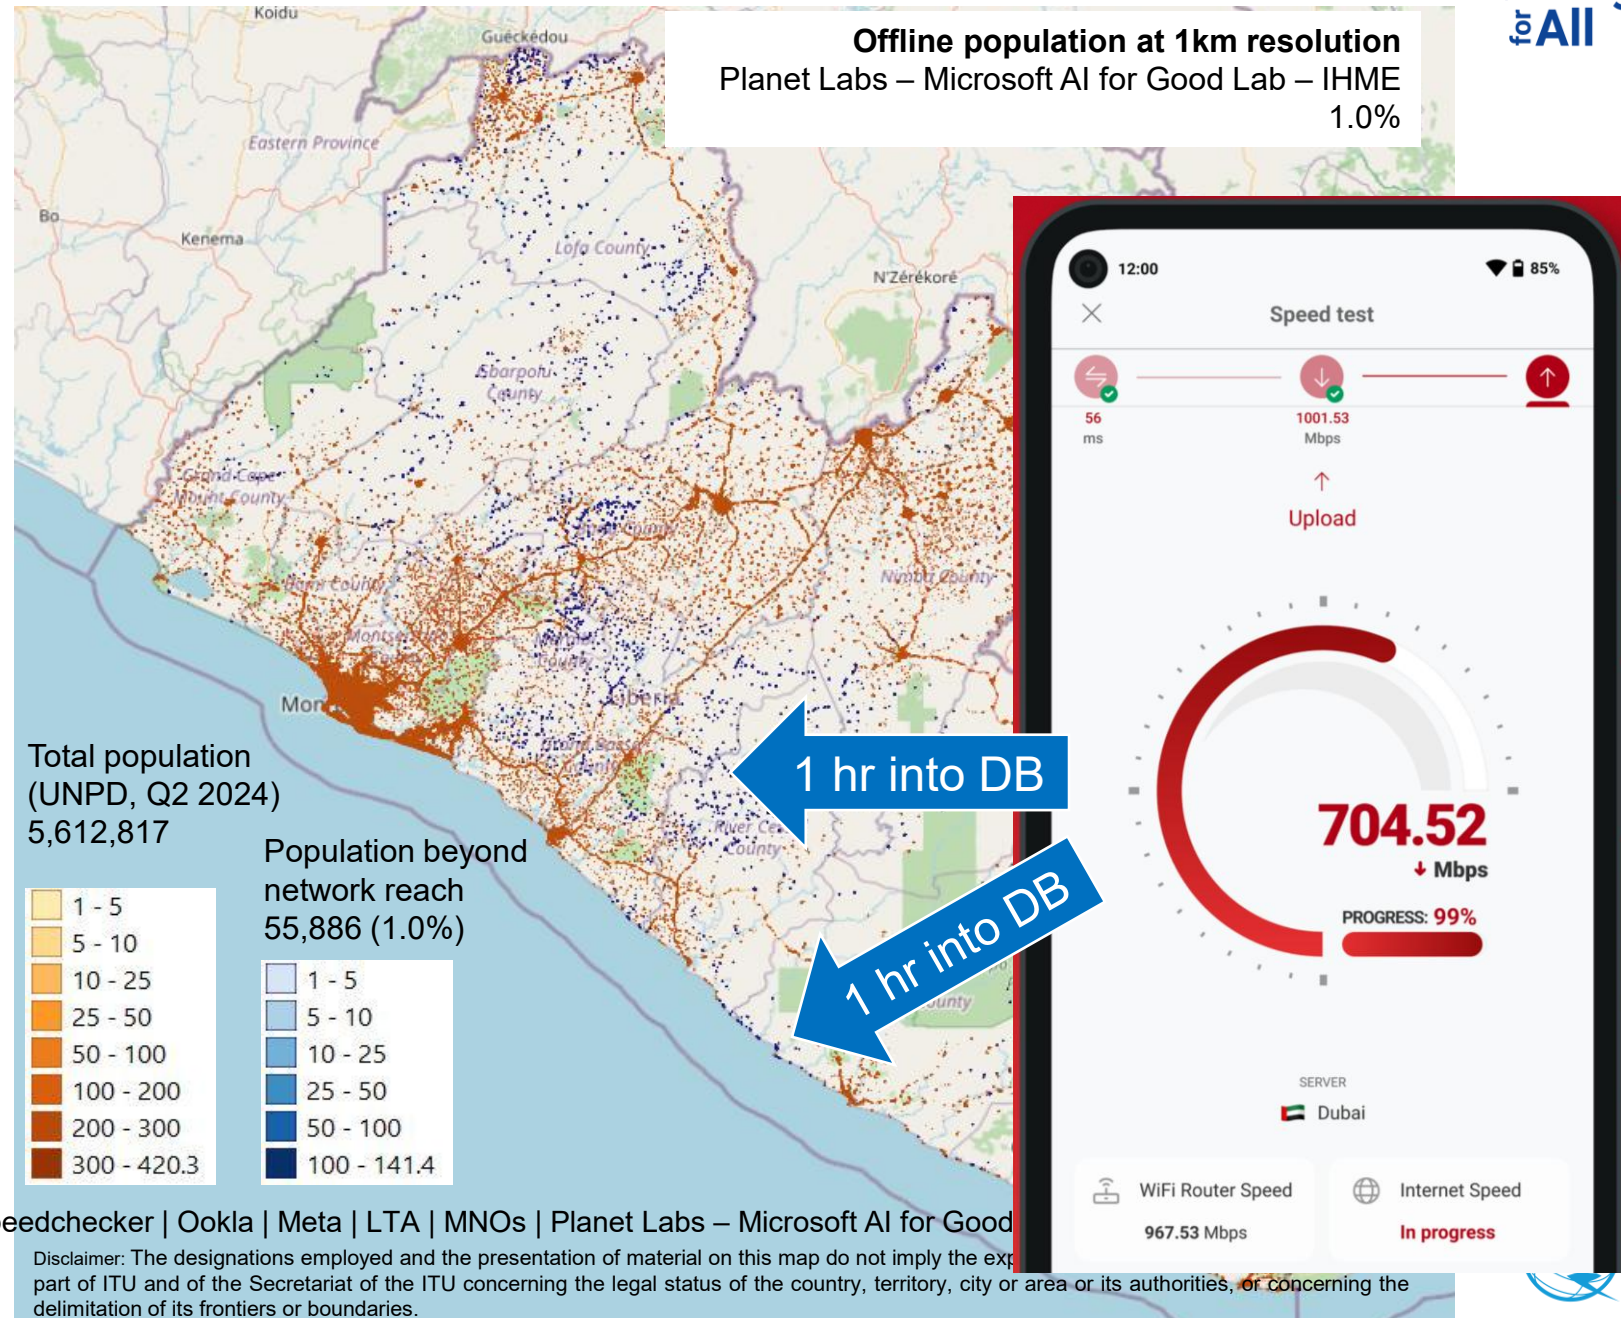 for All
Offline population at 1km resolution
Planet Labs – Microsoft AI for Good Lab – IHME
1.0%
Koidu
Guéckédou
Eastern Province
Bo
Kenema
Lofa County
N'Zérékoré
Gbarpolu
County
Grand Cape
Mount County
Nimba County
County
Liberia
River Cess
County
Mon
1 hr into DB
1 hr into DB
Total population
(UNPD, Q2 2024)
5,612,817
1 - 5
5 - 10
10 - 25
25 - 50
50 - 100
100 - 200
200 - 300
300 - 420.3
Population beyond
network reach
55,886 (1.0%)
1 - 5
5 - 10
10 - 25
25 - 50
50 - 100
100 - 141.4
12:00
85%
Speed test
56
ms
1001.53
Mbps
Upload
704.52
Mbps
PROGRESS: 99%
SERVER
Dubai
WiFi Router Speed
967.53 Mbps
Internet Speed
In progress
eedchecker | Ookla | Meta | LTA | MNOs | Planet Labs – Microsoft AI for Good
Disclaimer: The designations employed and the presentation of material on this map do not imply the exp
part of ITU and of the Secretariat of the ITU concerning the legal status of the country, territory, city or area or its authorities, or concerning the
delimitation of its frontiers or boundaries.